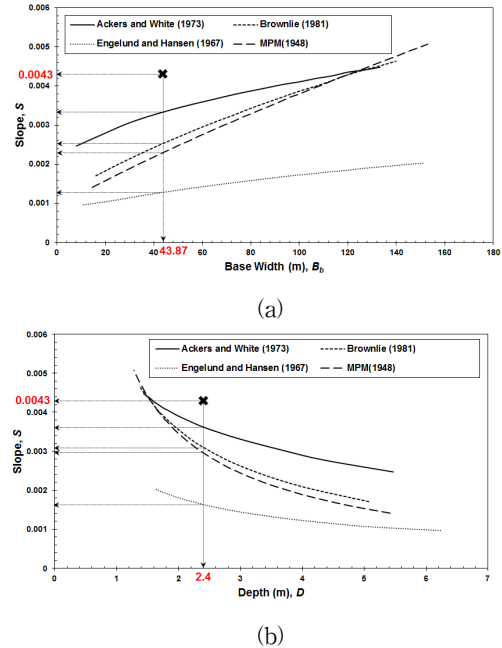 0.006
0.005
0.0043
0.004
0.003
0.002
0.001
0
Slope, S
Ackers and White (1973)
Brownlie (1981)
Engelund and Hansen (1967)
MPM(1948)
0 20 40 60 80 100 120 140 160 180
43.87
Base Width (m), Bb
(a)
0.006
0.005
0.0043
0.004
0.003
0.002
0.001
0
Slope, S
Ackers and White (1973)
Brownlie (1981)
Engelund and Hansen (1967)
MPM(1948)
0 1 2 3 4 5 6 7
2.4
Depth (m), D
(b)